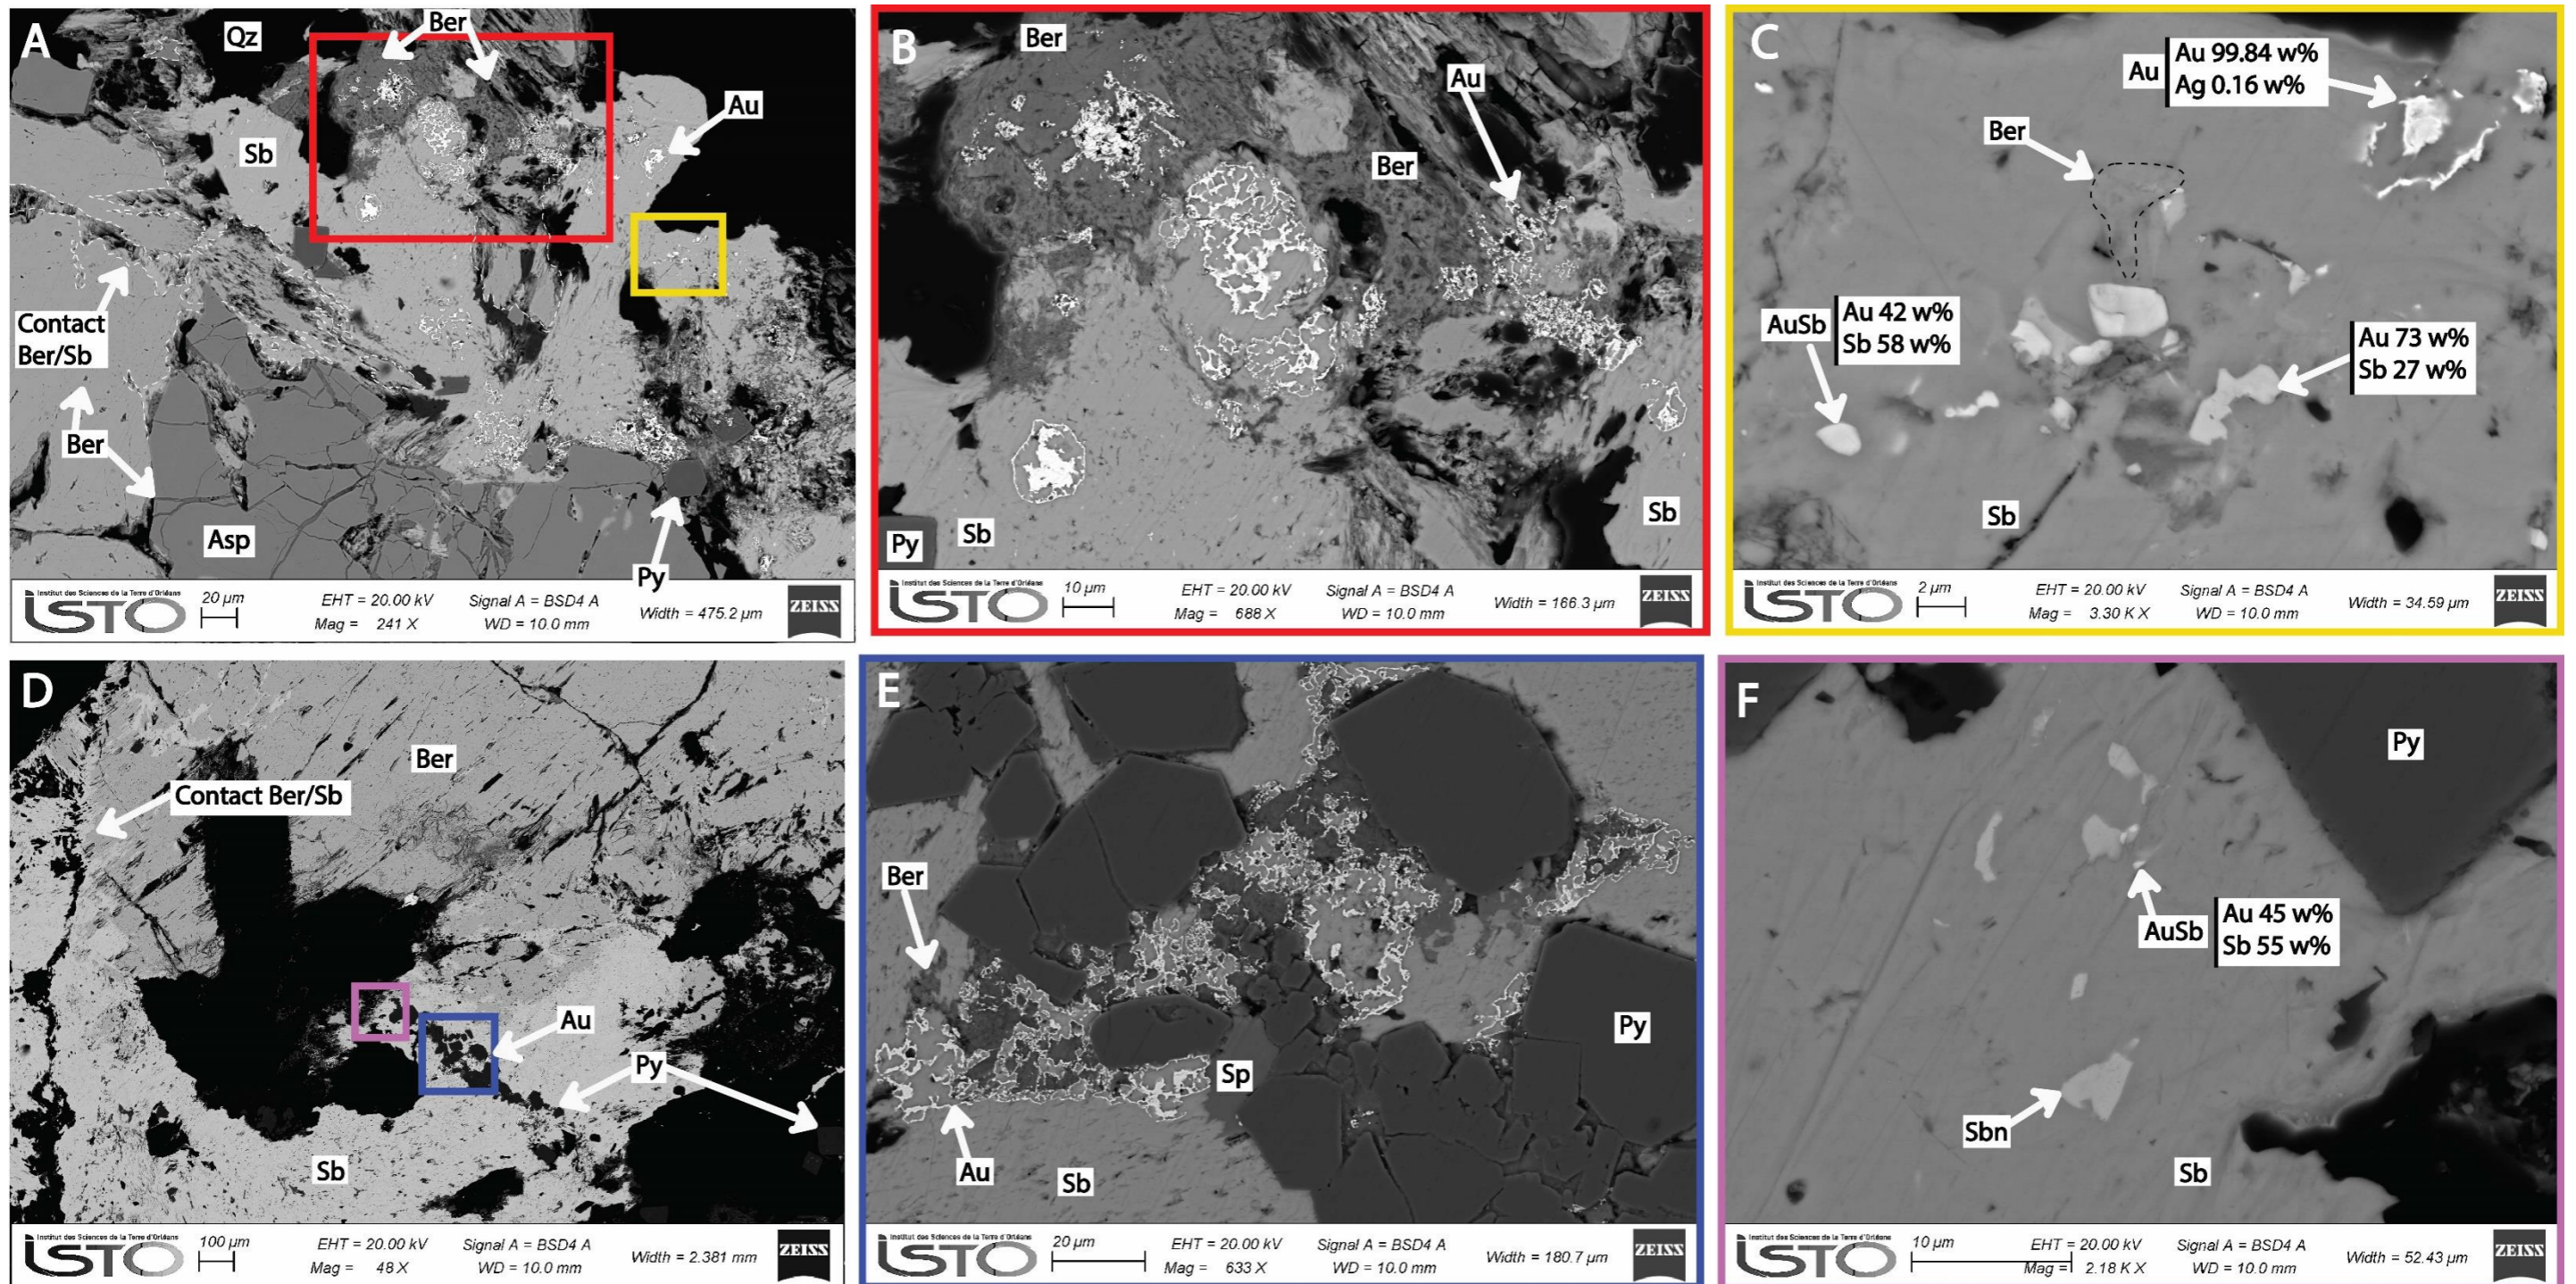 A
Qz
Ber
Sb
Au
Contact
Ber/Sb
Ber
Asp
Py
Institut des Sciences de la Terre d'Orléans
ISTO
20 µm
EHT = 20.00 kV
Signal A = BSD4 A
Mag = 241 X
WD = 10.0 mm
Width = 475.2 µm
ZEISS
B
Ber
Au
Ber
Sb
Py
Sb
Institut des Sciences de la Terre d'Orléans
ISTO
10 µm
EHT = 20.00 kV
Signal A = BSD4 A
Mag = 688 X
WD = 10.0 mm
Width = 166.3 µm
ZEISS
C
Au
Au 99.84 w%
Ag 0.16 w%
Ber
AuSb
Au 42 w%
Sb 58 w%
Au 73 w%
Sb 27 w%
Sb
Institut des Sciences de la Terre d'Orléans
ISTO
2 µm
EHT = 20.00 kV
Signal A = BSD4 A
Mag = 3.30 K X
WD = 10.0 mm
Width = 34.59 µm
ZEISS
D
Ber
Contact Ber/Sb
Au
Py
Sb
Institut des Sciences de la Terre d'Orléans
ISTO
100 µm
EHT = 20.00 kV
Signal A = BSD4 A
Mag = 48 X
WD = 10.0 mm
Width = 2.381 mm
ZEISS
E
Ber
Py
Sp
Au
Sb
Institut des Sciences de la Terre d'Orléans
ISTO
20 µm
EHT = 20.00 kV
Signal A = BSD4 A
Mag = 633 X
WD = 10.0 mm
Width = 180.7 µm
ZEISS
F
Py
AuSb
Au 45 w%
Sb 55 w%
Sbn
Sb
Institut des Sciences de la Terre d'Orléans
ISTO
10 µm
EHT = 20.00 kV
Signal A = BSD4 A
Mag = 2.18 K X
WD = 10.0 mm
Width = 52.43 µm
ZEISS